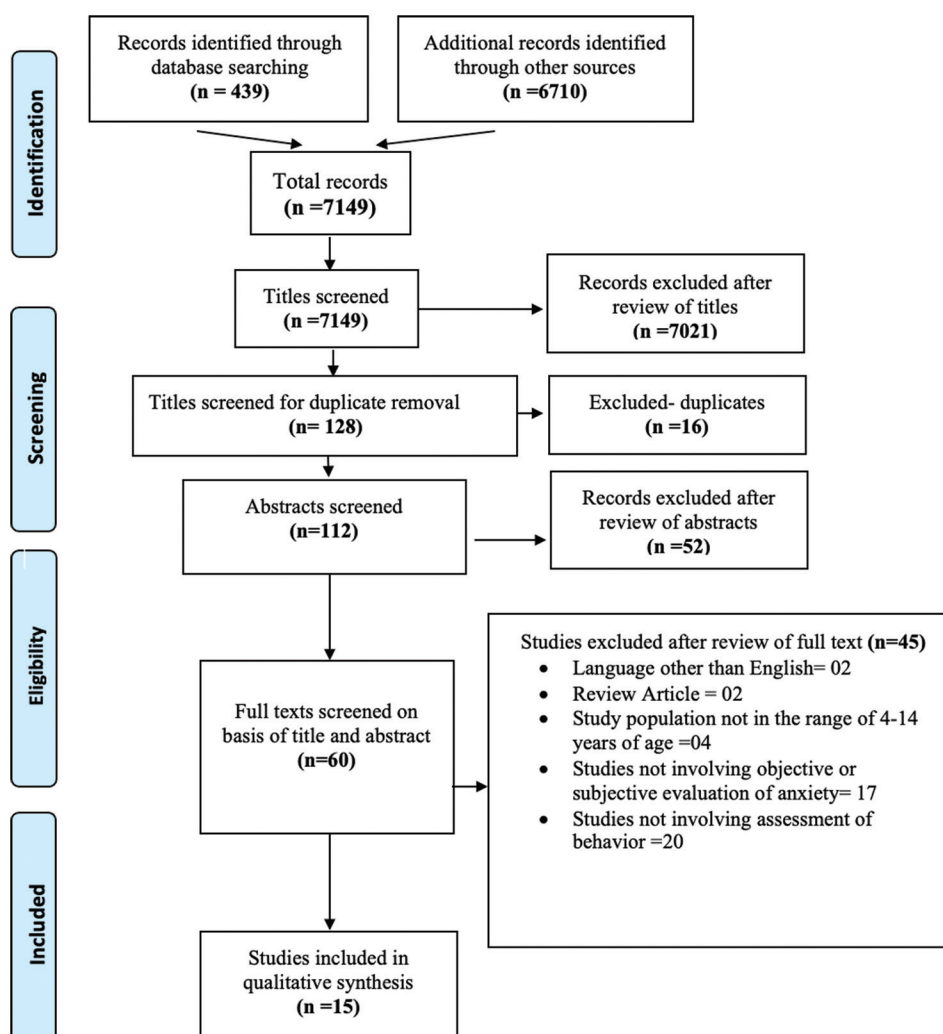 Records identified through
database searching
(n = 439)
Additional records identified
through other sources
(n =6710)
Identification
Total records
(n =7149)
Titles screened
(n =7149)
Records excluded after
review of titles
(n =7021)
Screening
Titles screened for duplicate removal
(n= 128)
Excluded- duplicates
(n =16)
Abstracts screened
(n=112)
Records excluded after
review of abstracts
(n =52)
Eligibility
Full texts screened on
basis of title and abstract
(n=60)
Studies excluded after review of full text (n=45)
• Language other than English= 02
• Review Article = 02
• Study population not in the range of 4-14
years of age =04
• Studies not involving objective or
subjective evaluation of anxiety= 17
• Studies not involving assessment of
behavior =20
Included
Studies included in
qualitative synthesis
(n =15)